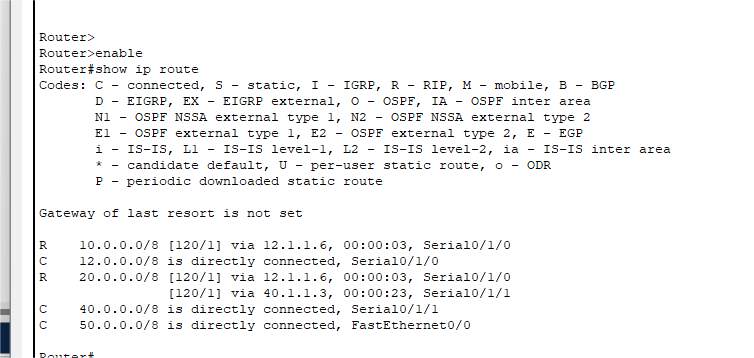 Router>
Router>enable
Router#show ip route
Codes: C - connected, S - static, I - IGRP, R - RIP, M - mobile, B - BGP
       D - EIGRP, EX - EIGRP external, O - OSPF, IA - OSPF inter area
       N1 - OSPF NSSA external type 1, N2 - OSPF NSSA external type 2
       E1 - OSPF external type 1, E2 - OSPF external type 2, E - EGP
       i - IS-IS, L1 - IS-IS level-1, L2 - IS-IS level-2, ia - IS-IS inter area
       * - candidate default, U - per-user static route, o - ODR
       P - periodic downloaded static route
Gateway of last resort is not set
R    10.0.0.0/8 [120/1] via 12.1.1.6, 00:00:03, Serial0/1/0
C    12.0.0.0/8 is directly connected, Serial0/1/0
R    20.0.0.0/8 [120/1] via 12.1.1.6, 00:00:03, Serial0/1/0
                [120/1] via 40.1.1.3, 00:00:23, Serial0/1/1
C    40.0.0.0/8 is directly connected, Serial0/1/1
C    50.0.0.0/8 is directly connected, FastEthernet0/0
Router#